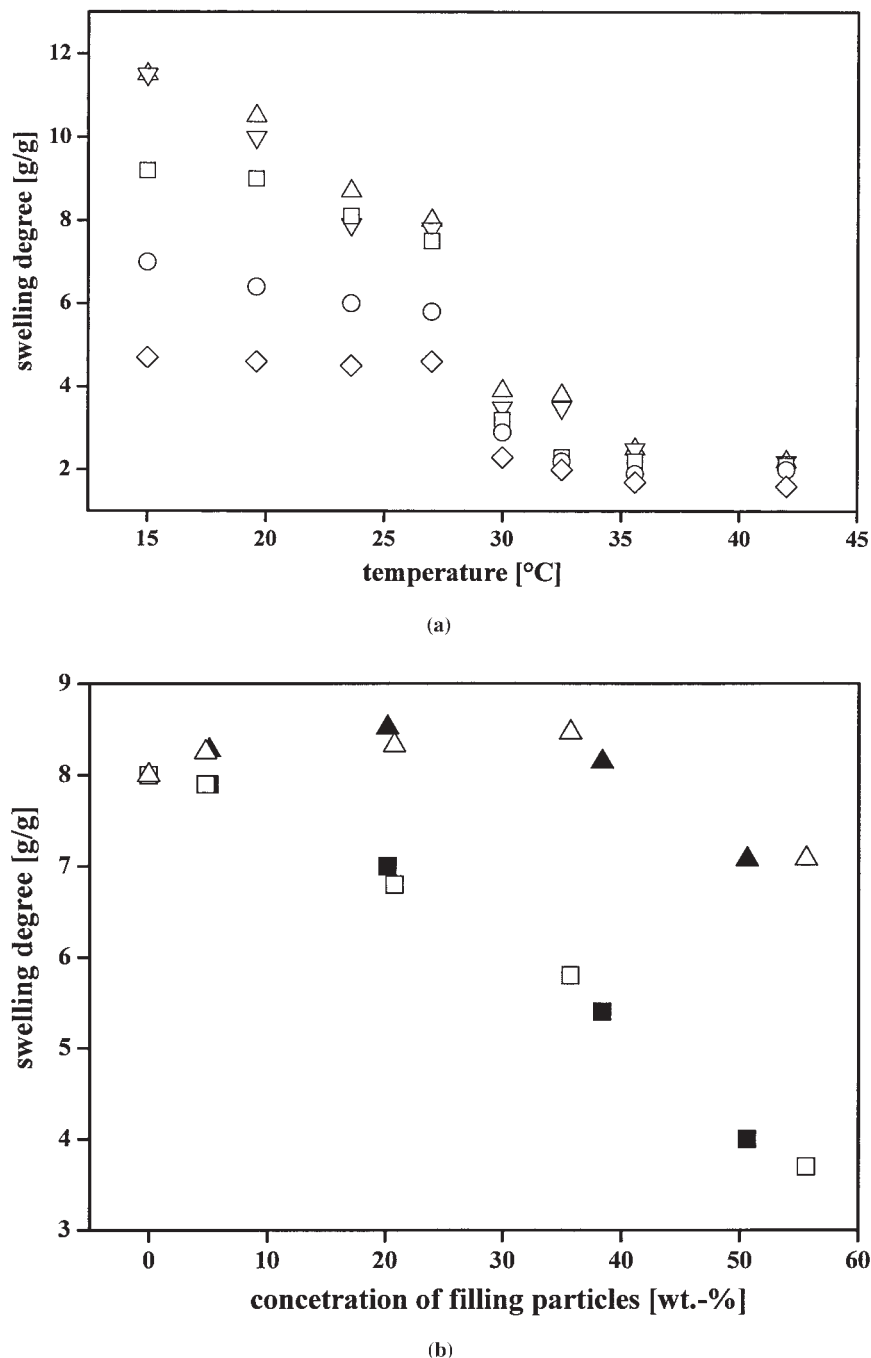 12
10
8
6
4
2
swelling degree [g/g]
15 20 25 30 35 40 45
temperature [°C]
(a)
9
8
7
6
5
4
3
swelling degree [g/g]
0 10 20 30 40 50 60
concetration of filling particles [wt.-%]
(b)